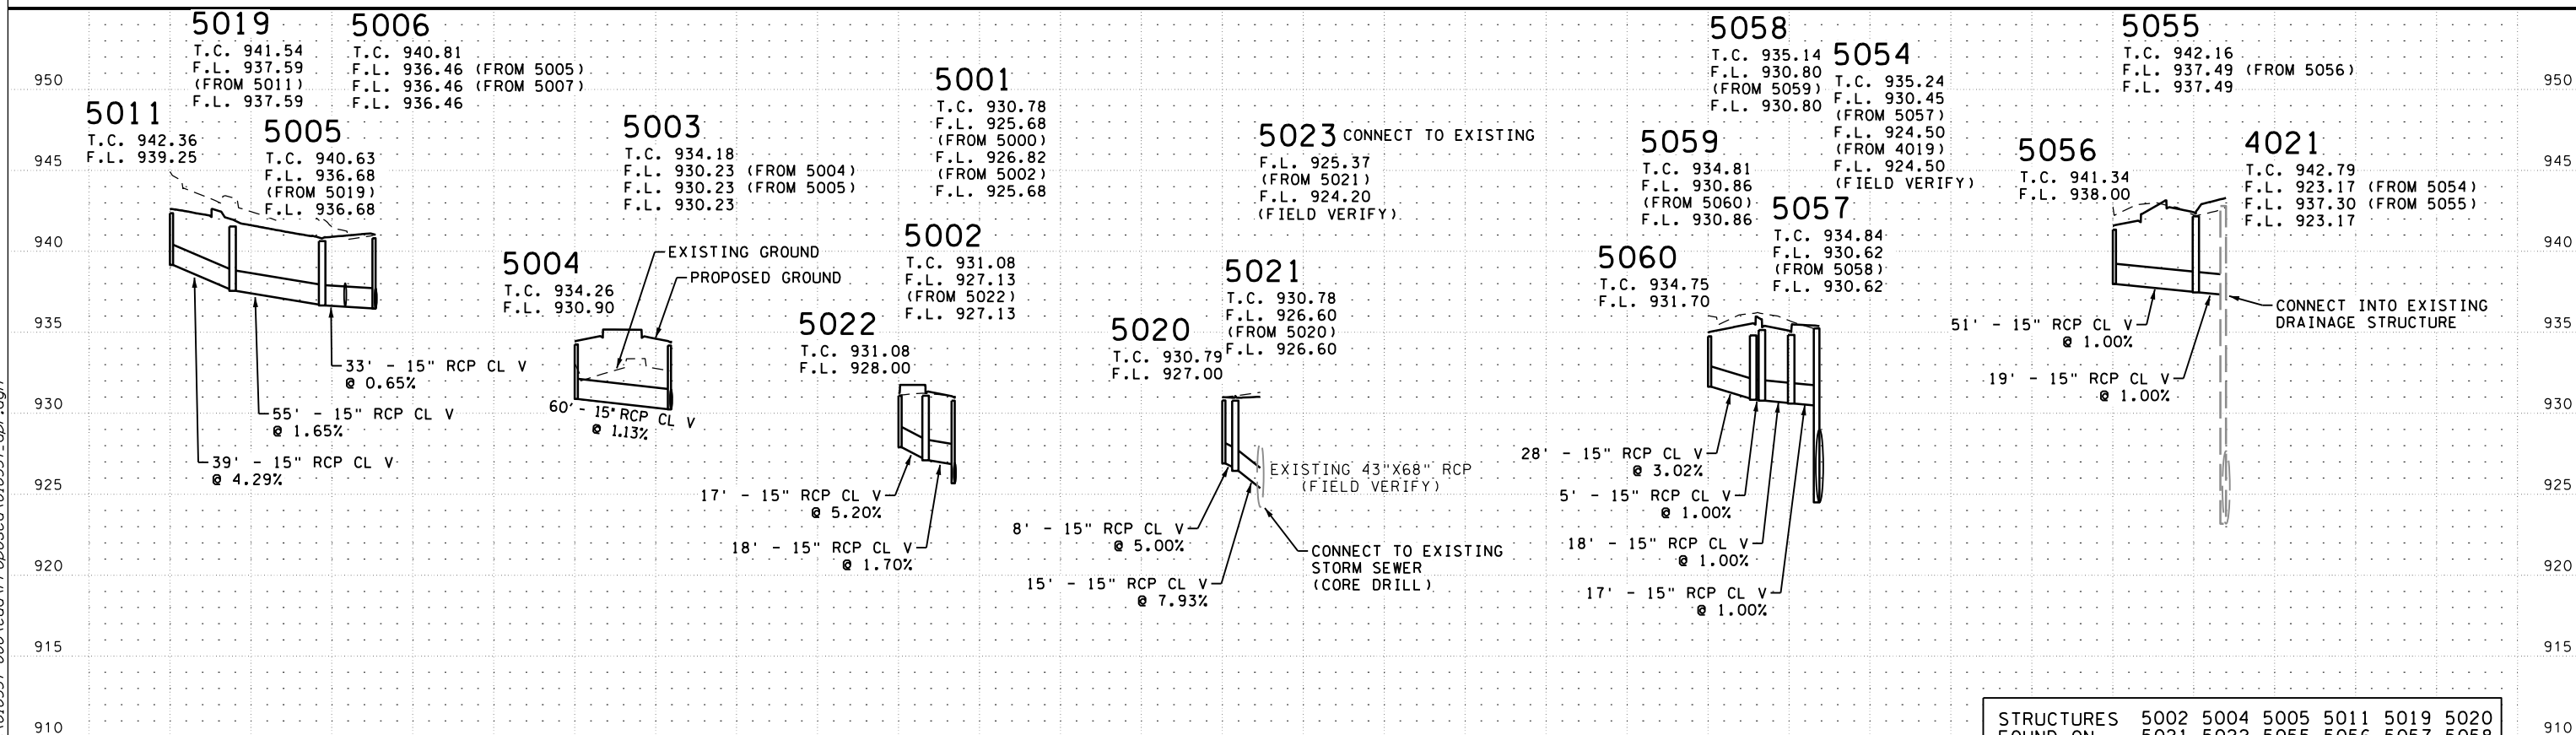 5019
T.C. 941.54
F.L. 937.59
(FROM 5011)
F.L. 937.59
5006
T.C. 940.81
F.L. 936.46 (FROM 5005)
F.L. 936.46 (FROM 5007)
F.L. 936.46
5011
T.C. 942.36
F.L. 939.25
5005
T.C. 940.63
F.L. 936.68
(FROM 5019)
F.L. 936.68
33' - 15" RCP CL V
@ 0.65%
55' - 15" RCP CL V
@ 1.65%
39' - 15" RCP CL V
@ 4.29%
5003
T.C. 934.18
F.L. 930.23 (FROM 5004)
F.L. 930.23 (FROM 5005)
F.L. 930.23
EXISTING GROUND
PROPOSED GROUND
5004
T.C. 934.26
F.L. 930.90
60' - 15" RCP CL V
@ 1.13%
5001
T.C. 930.78
F.L. 925.68
(FROM 5000)
F.L. 926.82
(FROM 5002)
F.L. 925.68
5002
T.C. 931.08
F.L. 927.13
(FROM 5022)
F.L. 927.13
5022
T.C. 931.08
F.L. 928.00
17' - 15" RCP CL V
@ 5.20%
18' - 15" RCP CL V
@ 1.70%
5023 CONNECT TO EXISTING
F.L. 925.37
(FROM 5021)
F.L. 924.20
(FIELD VERIFY)
5021
T.C. 930.78
F.L. 926.60
(FROM 5020)
F.L. 926.60
5020
T.C. 930.79
F.L. 927.00
EXISTING 43"X68" RCP
(FIELD VERIFY)
8' - 15" RCP CL V
@ 5.00%
15' - 15" RCP CL V
@ 7.93%
CONNECT TO EXISTING
STORM SEWER
(CORE DRILL)
5058
T.C. 935.14
F.L. 930.80
(FROM 5059)
F.L. 930.80
5054
T.C. 935.24
F.L. 930.45
(FROM 5057)
F.L. 924.50
(FROM 4019)
F.L. 924.50
(FIELD VERIFY)
5059
T.C. 934.81
F.L. 930.86
(FROM 5060)
F.L. 930.86
5057
T.C. 934.84
F.L. 930.62
(FROM 5058)
F.L. 930.62
5060
T.C. 934.75
F.L. 931.70
28' - 15" RCP CL V
@ 3.02%
5' - 15" RCP CL V
@ 1.00%
18' - 15" RCP CL V
@ 1.00%
17' - 15" RCP CL V
@ 1.00%
5055
T.C. 942.16
F.L. 937.49 (FROM 5056)
F.L. 937.49
5056
T.C. 941.34
F.L. 938.00
4021
T.C. 942.79
F.L. 923.17 (FROM 5054)
F.L. 937.30 (FROM 5055)
F.L. 923.17
CONNECT INTO EXISTING
DRAINAGE STRUCTURE
51' - 15" RCP CL V
@ 1.00%
19' - 15" RCP CL V
@ 1.00%
950
945
940
935
930
925
920
915
910
950
945
940
935
930
925
920
915
910
STRUCTURES 5002 5004 5005 5011 5019 5020